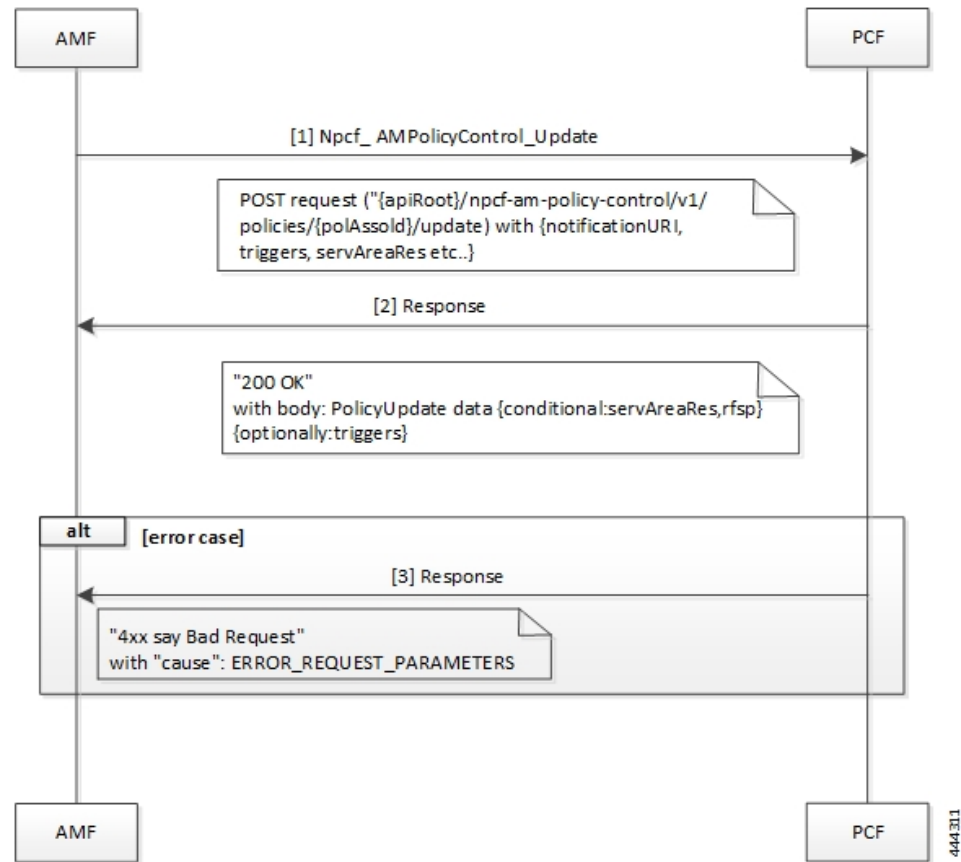 AMF
PCF
[1] Npcf_ AMPolicyControl_Update
POST request ("{apiRoot}/npcf-am-policy-control/v1/
policies/{polAssoId}/update) with {notificationURI,
triggers, servAreaRes etc..}
[2] Response
"200 OK"
with body: PolicyUpdate data {conditional:servAreaRes,rfsp}
{optionally:triggers}
alt
[error case]
[3] Response
"4xx say Bad Request"
with "cause": ERROR_REQUEST_PARAMETERS
AMF
PCF
444311